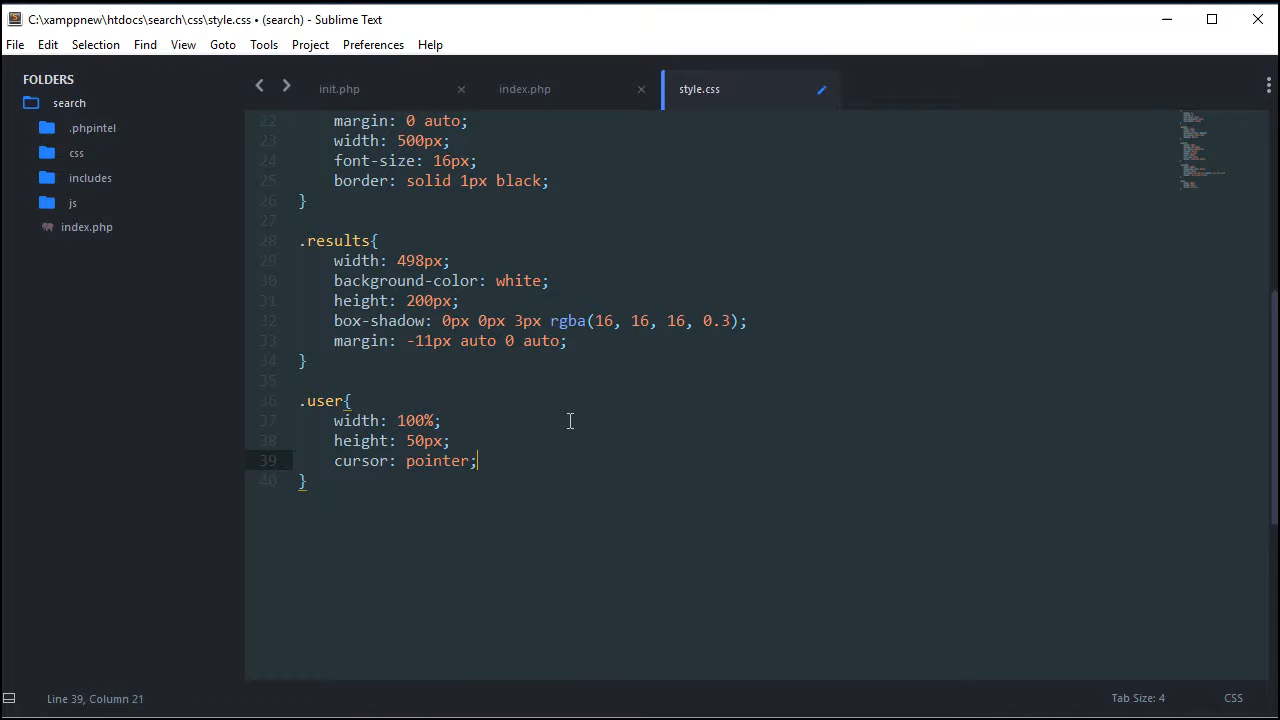 C:\xamppnew\htdocs\search\css\style.css • (search) - Sublime Text
File Edit Selection Find View Goto Tools Project Preferences Help
FOLDERS
search
.phpintel
css
includes
js
index.php
init.php index.php style.css
22 margin: 0 auto;
23 width: 500px;
24 font-size: 16px;
25 border: solid 1px black;
26 }
27
28 .results{
29 width: 498px;
30 background-color: white;
31 height: 200px;
32 box-shadow: 0px 0px 3px rgba(16, 16, 16, 0.3);
33 margin: -11px auto 0 auto;
34 }
35
36 .user{
37 width: 100%;
38 height: 50px;
39 cursor: pointer;
40 }
Line 39, Column 21 Tab Size: 4 CSS